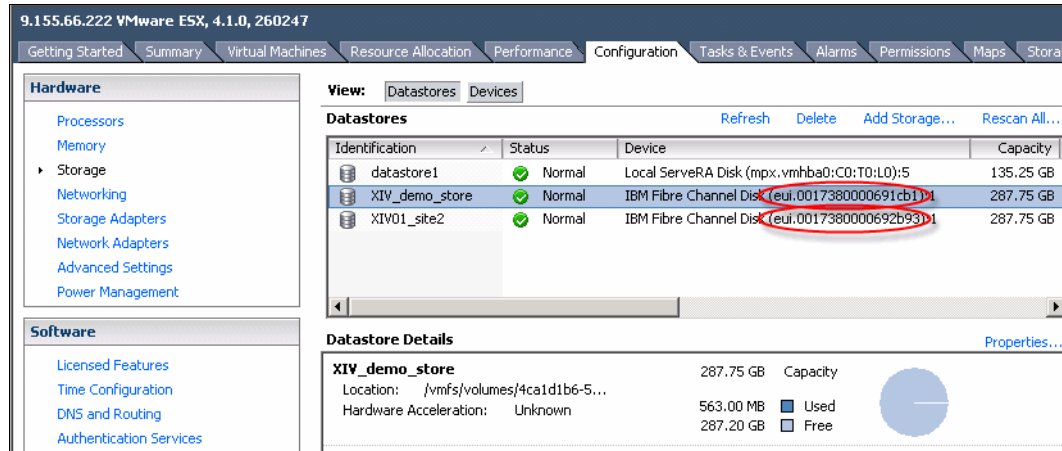 9.155.66.222 VMware ESX, 4.1.0, 260247
Getting Started Summary Virtual Machines Resource Allocation Performance Configuration Tasks & Events Alarms Permissions Maps Stora
Hardware
Processors
Memory
Storage
Networking
Storage Adapters
Network Adapters
Advanced Settings
Power Management
Software
Licensed Features
Time Configuration
DNS and Routing
Authentication Services
View: Datastores Devices
Datastores Refresh Delete Add Storage... Rescan All...
Identification Status Device Capacity
datastore1 Normal Local ServeRA Disk (mpx.vmhba0:C0:T0:L0):5 135.25 GB
XIV_demo_store Normal IBM Fibre Channel Disk (eui.0017380000691cb1):1 287.75 GB
XIV01_site2 Normal IBM Fibre Channel Disk (eui.0017380000692b93):1 287.75 GB
Datastore Details Properties...
XIV_demo_store 287.75 GB Capacity
Location: /vmfs/volumes/4ca1d1b6-5...
Hardware Acceleration: Unknown
563.00 MB Used
287.20 GB Free